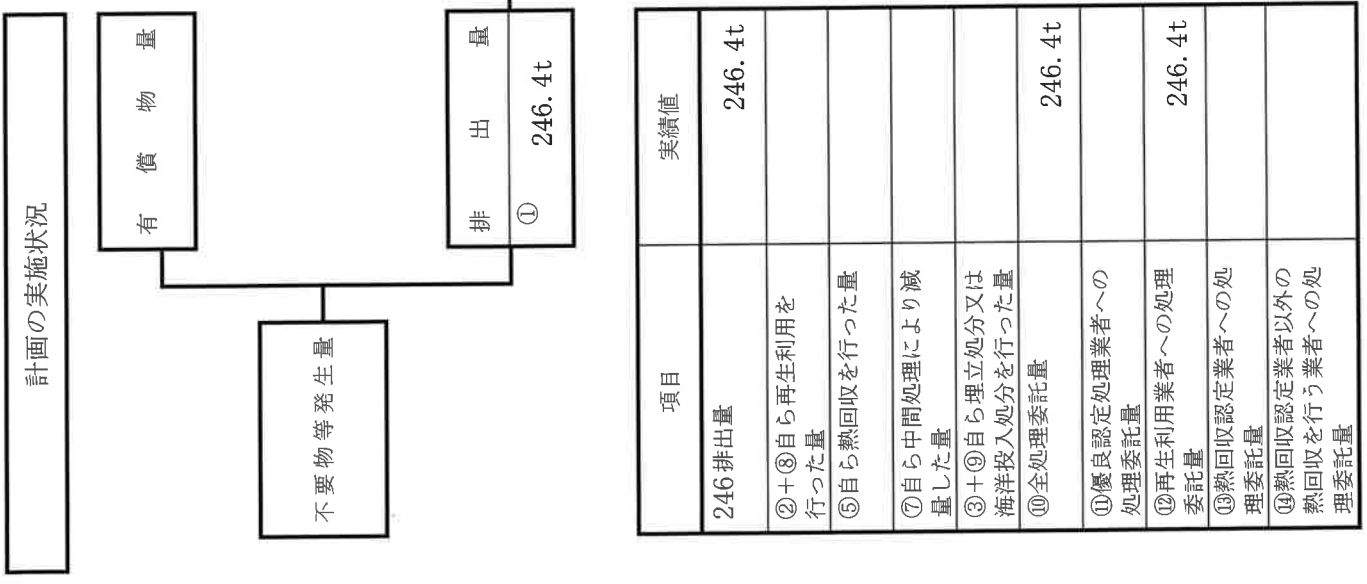 計画の実施状況
有償物量
不要物等発生量
排出量
①
246.4t
項目
実績値
246排出量
246.4t
②+⑧自ら再生利用を
行った量
⑤自ら熱回収を行った量
⑦自ら中間処理により減
量した量
③+⑨自ら埋立処分又は
海洋投入処分を行った量
⑩全処理委託量
246.4t
⑪優良認定処理業者への
処理委託量
⑫再生利用業者への処理
委託量
246.4t
⑬熱回収認定業者への処
理委託量
⑭熱回収認定業者以外の
熱回収を行う業者への処
理委託量